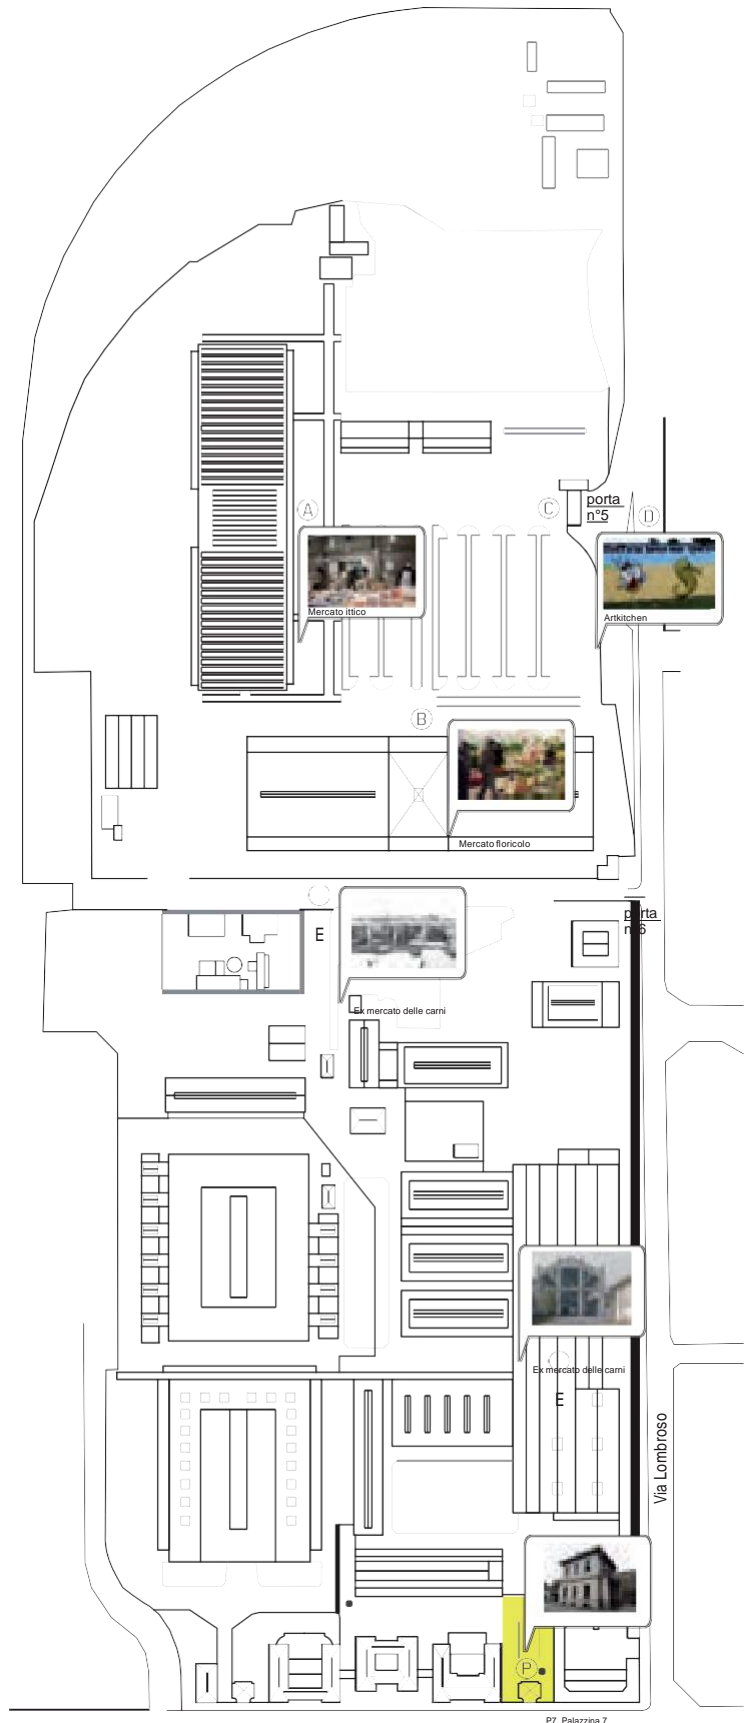 A
C
porta
n°5
D
Mercato ittico
Artkitchen
B
Mercato floricolo
porta
n°6
E
Ex mercato delle carni
Ex mercato delle carni
E
Via Lombroso
P
P7 Palazzina 7